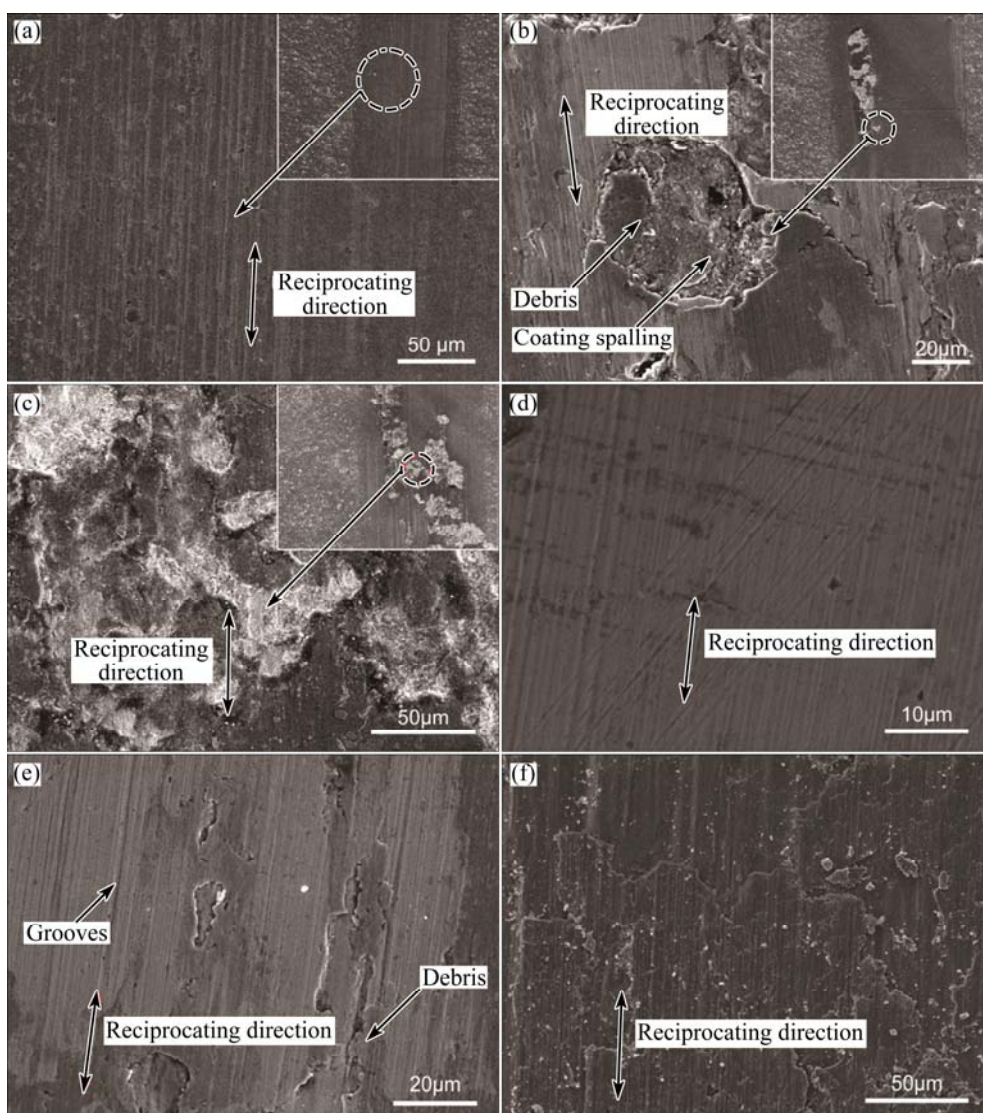 (a)
Reciprocating
direction
50 μm
(b)
Reciprocating
direction
Debris
Coating spalling
20μm
(c)
Reciprocating
direction
50μm
(d)
Reciprocating direction
10μm
(e)
Grooves
Debris
Reciprocating direction
20μm
(f)
Reciprocating direction
50μm